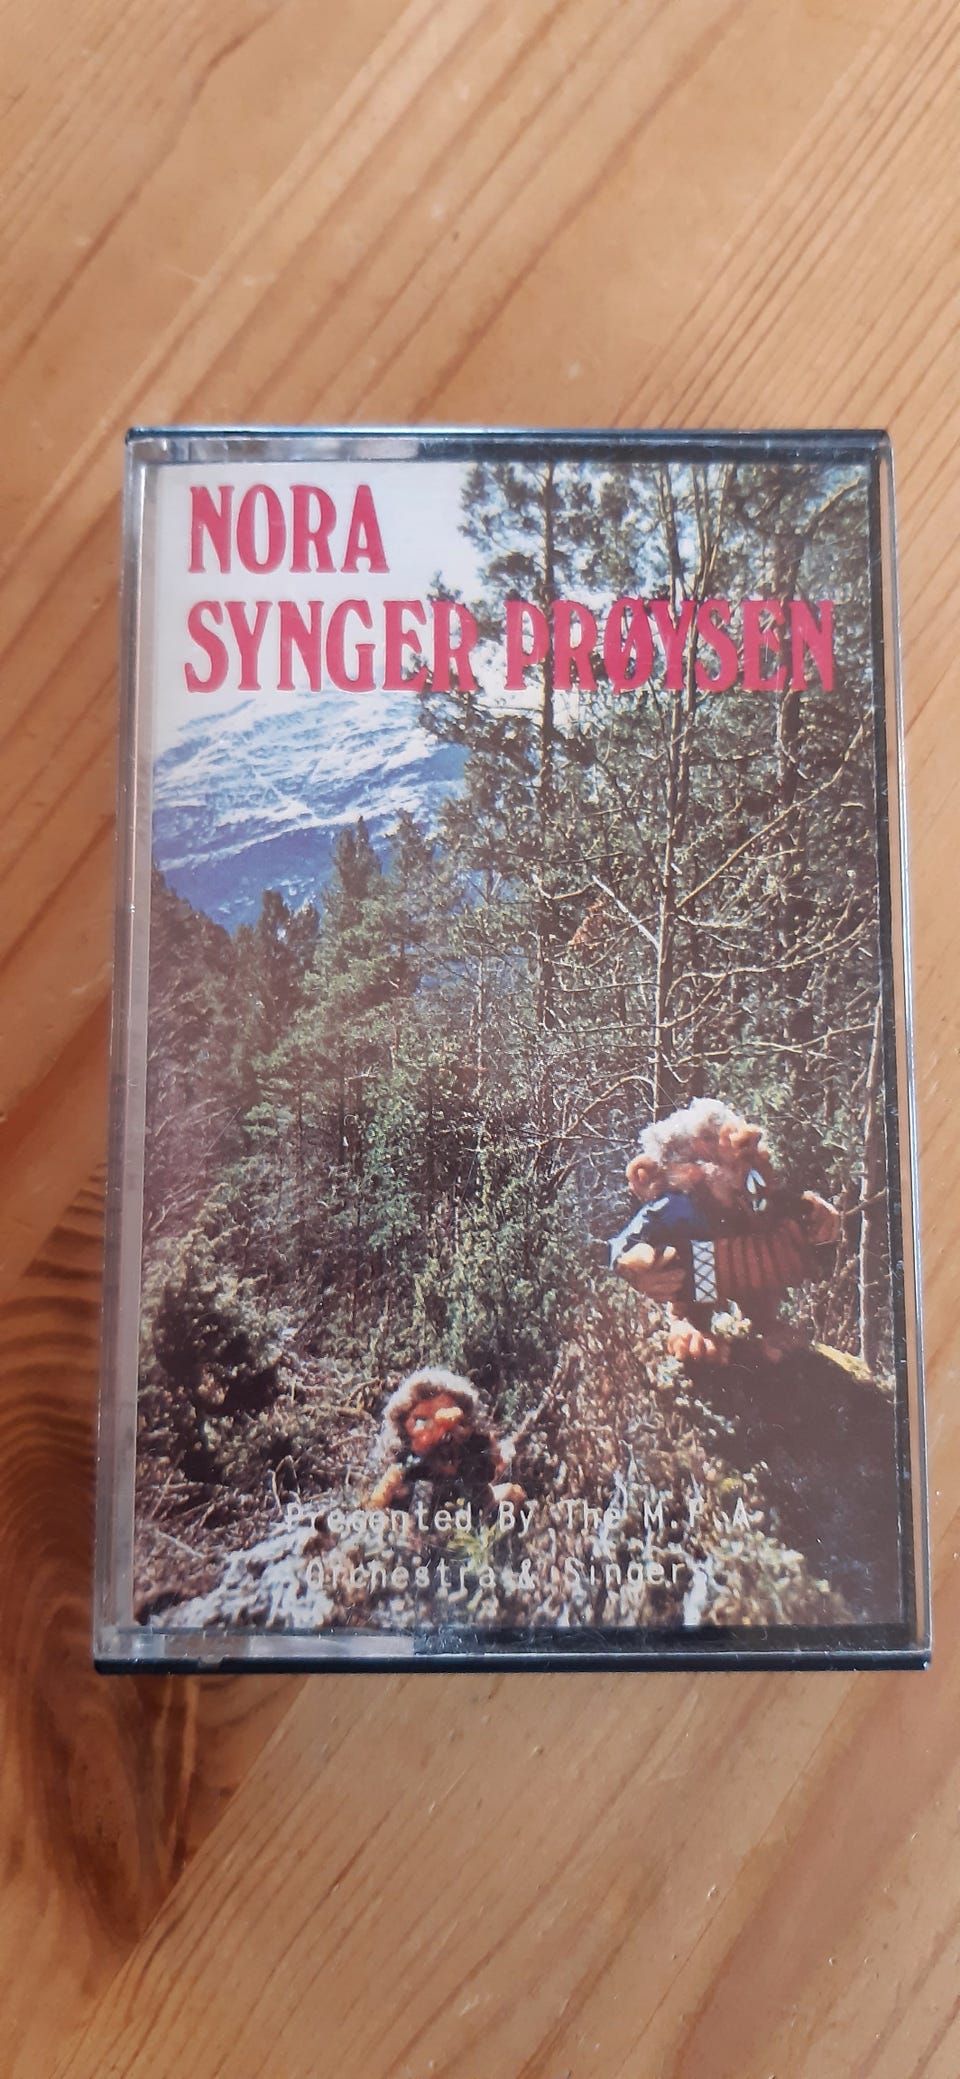 NORA
SYNGER PRØYSEN
Presented By The M.P.A
Orchestra & Singers